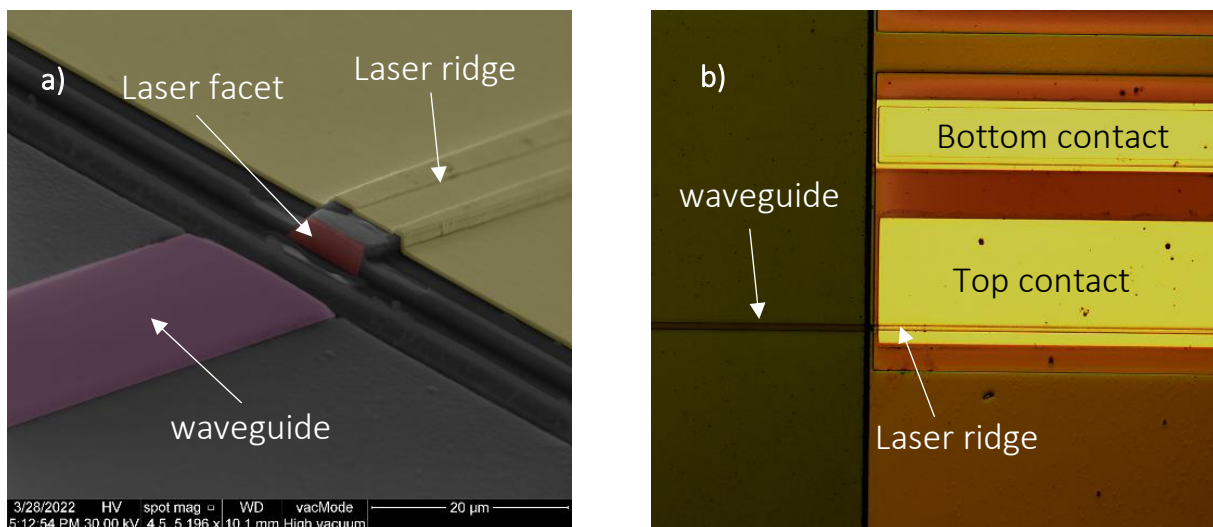 a)
Laser facet
Laser ridge
waveguide
3/28/2022 HV spot mag □ WD vacMode
5:12:54 PM 30.00 kV 4.5 5 196 x 10.1 mm High vacuum
20 µm
b)
Bottom contact
waveguide
Top contact
Laser ridge